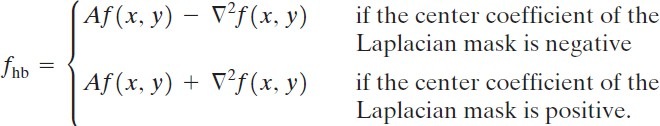 Af(x, y) − ∇²f(x, y) if the center coefficient of the
Laplacian mask is negative
f_hb =
Af(x, y) + ∇²f(x, y) if the center coefficient of the
Laplacian mask is positive.